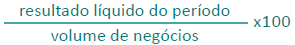 resultado líquido do período
volume de negócios
x100